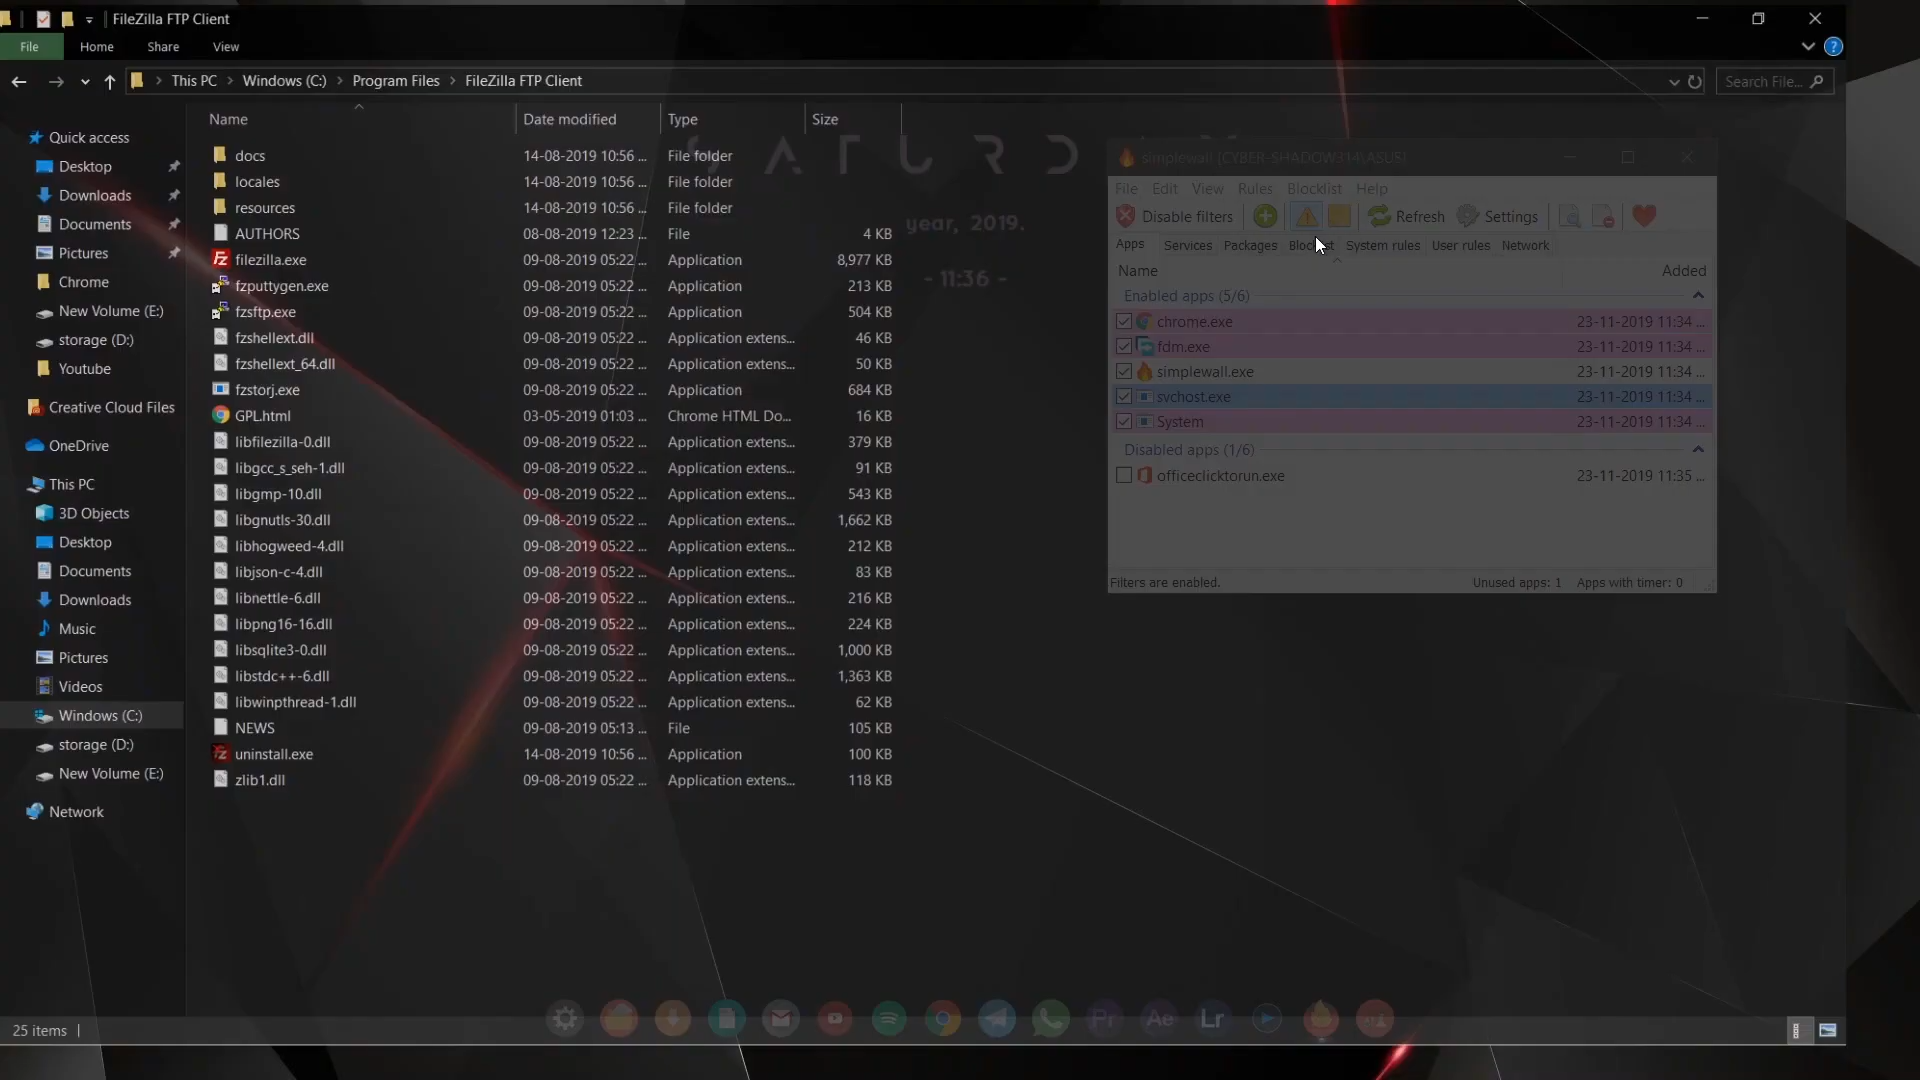 FileZilla FTP Client
File Home Share View
This PC Windows (C:) Program Files FileZilla FTP Client
Search File...
Quick access
Desktop
Downloads
Documents
Pictures
Chrome
New Volume (E:)
storage (D:)
Youtube
Creative Cloud Files
OneDrive
This PC
3D Objects
Desktop
Documents
Downloads
Music
Pictures
Videos
Windows (C:)
storage (D:)
New Volume (E:)
Network
Name Date modified Type Size
docs 14-08-2019 10:56 ... File folder
locales 14-08-2019 10:56 ... File folder
resources 14-08-2019 10:56 ... File folder
AUTHORS 08-08-2019 12:23 ... File 4 KB
filezilla.exe 09-08-2019 05:22 ... Application 8,977 KB
fzputtygen.exe 09-08-2019 05:22 ... Application 213 KB
fzsftp.exe 09-08-2019 05:22 ... Application 504 KB
fzshellext.dll 09-08-2019 05:22 ... Application extens... 46 KB
fzshellext_64.dll 09-08-2019 05:22 ... Application extens... 50 KB
fzstorj.exe 09-08-2019 05:22 ... Application 684 KB
GPL.html 03-05-2019 01:03 ... Chrome HTML Do... 16 KB
libfilezilla-0.dll 09-08-2019 05:22 ... Application extens... 379 KB
libgcc_s_seh-1.dll 09-08-2019 05:22 ... Application extens... 91 KB
libgmp-10.dll 09-08-2019 05:22 ... Application extens... 543 KB
libgnutls-30.dll 09-08-2019 05:22 ... Application extens... 1,662 KB
libhogweed-4.dll 09-08-2019 05:22 ... Application extens... 212 KB
libjson-c-4.dll 09-08-2019 05:22 ... Application extens... 83 KB
libnettle-6.dll 09-08-2019 05:22 ... Application extens... 216 KB
libpng16-16.dll 09-08-2019 05:22 ... Application extens... 224 KB
libsqlite3-0.dll 09-08-2019 05:22 ... Application extens... 1,000 KB
libstdc++-6.dll 09-08-2019 05:22 ... Application extens... 1,363 KB
libwinpthread-1.dll 09-08-2019 05:22 ... Application extens... 62 KB
NEWS 09-08-2019 05:13 ... File 105 KB
uninstall.exe 14-08-2019 10:56 ... Application 100 KB
zlib1.dll 09-08-2019 05:22 ... Application extens... 118 KB
25 items
year, 2019.
- 11:36 -
simplewall (CYBER-SHADOW314\ASUS)
File Edit View Rules Blocklist Help
Disable filters Refresh Settings
Apps Services Packages Blocklist System rules User rules Network
Name Added
Enabled apps (5/6)
chrome.exe 23-11-2019 11:34 ...
fdm.exe 23-11-2019 11:34 ...
simplewall.exe 23-11-2019 11:34 ...
svchost.exe 23-11-2019 11:34 ...
System 23-11-2019 11:34 ...
Disabled apps (1/6)
officeclicktorun.exe 23-11-2019 11:35 ...
Filters are enabled. Unused apps: 1 Apps with timer: 0
Pr Ae Lr